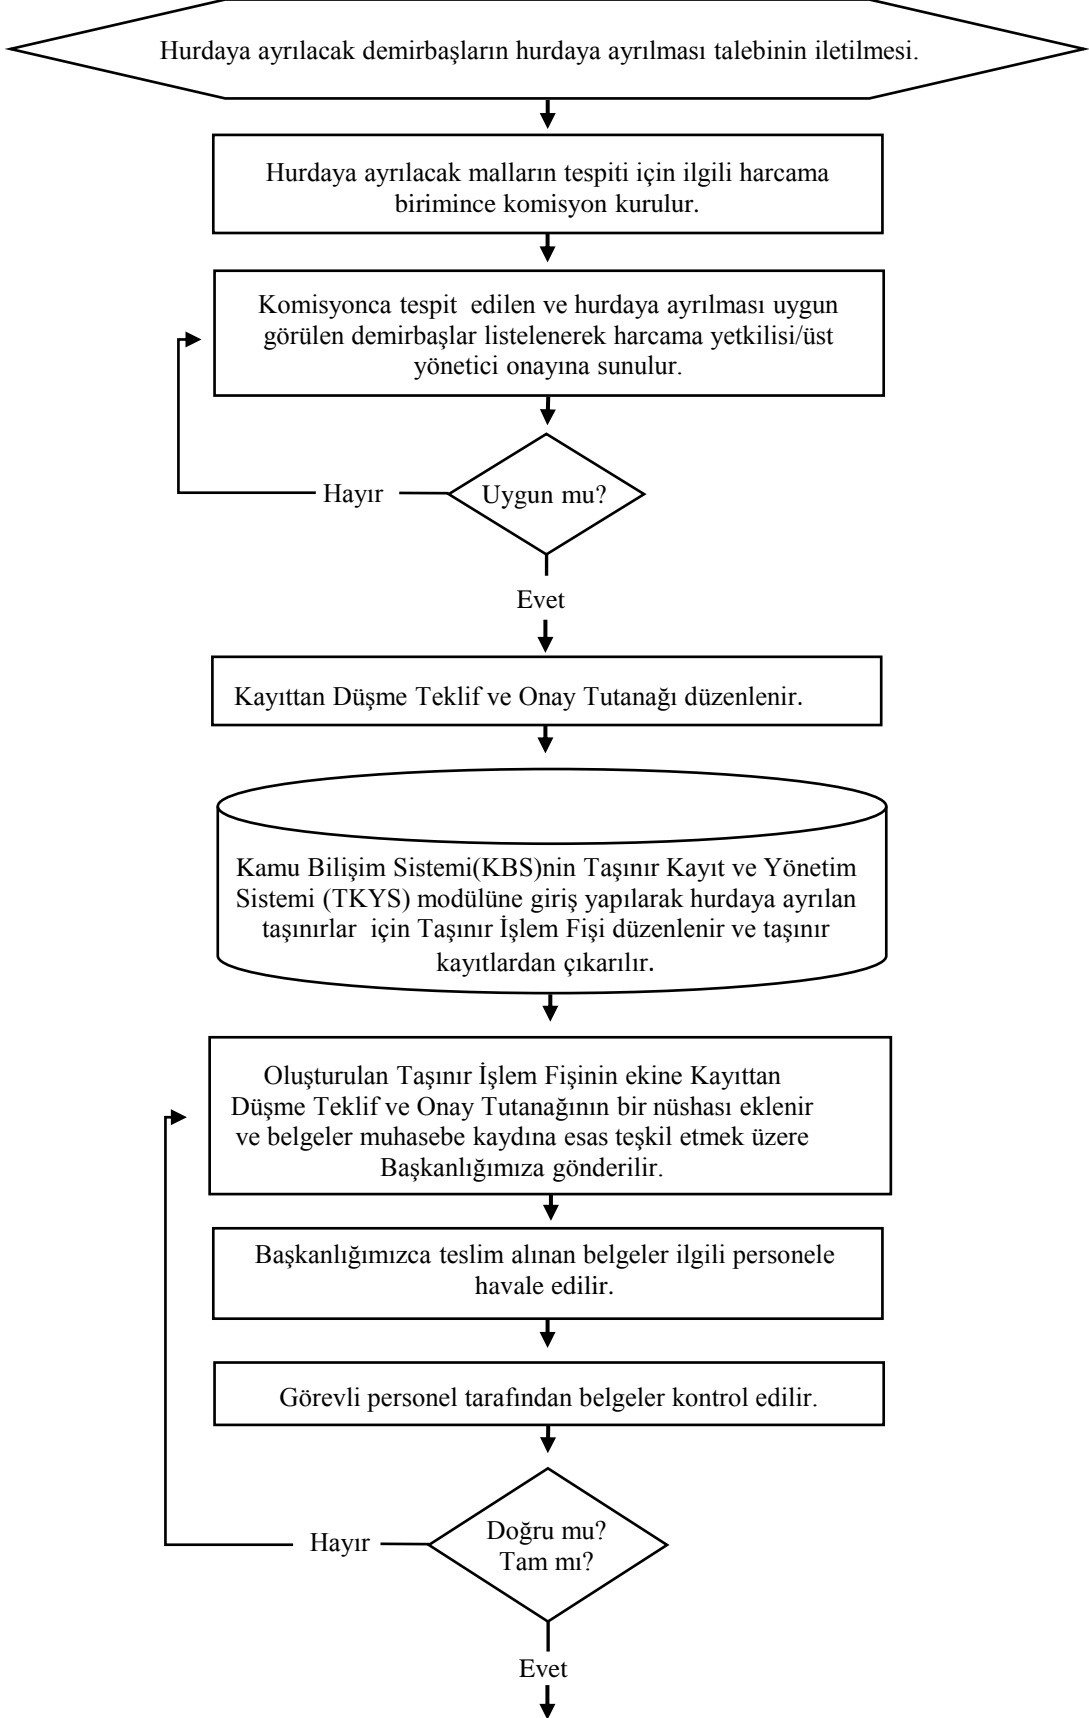 Hurdaya ayrılacak demirbaşların hurdaya ayrılması talebinin iletilmesi.
Hurdaya ayrılacak malların tespiti için ilgili harcama
birimince komisyon kurulur.
Komisyonca tespit edilen ve hurdaya ayrılması uygun
görülen demirbaşlar listelenerek harcama yetkilisi/üst
yönetici onayına sunulur.
Hayır
Uygun mu?
Evet
Kayıttan Düşme Teklif ve Onay Tutanağı düzenlenir.
Kamu Bilişim Sistemi(KBS)nin Taşınır Kayıt ve Yönetim
Sistemi (TKYS) modülüne giriş yapılarak hurdaya ayrılan
taşınırlar için Taşınır İşlem Fişi düzenlenir ve taşınır
kayıtlardan çıkarılır.
Oluşturulan Taşınır İşlem Fişinin ekine Kayıttan
Düşme Teklif ve Onay Tutanağının bir nüshası eklenir
ve belgeler muhasebe kaydına esas teşkil etmek üzere
Başkanlığımıza gönderilir.
Başkanlığımızca teslim alınan belgeler ilgili personele
havale edilir.
Görevli personel tarafından belgeler kontrol edilir.
Hayır
Doğru mu?
Tam mı?
Evet